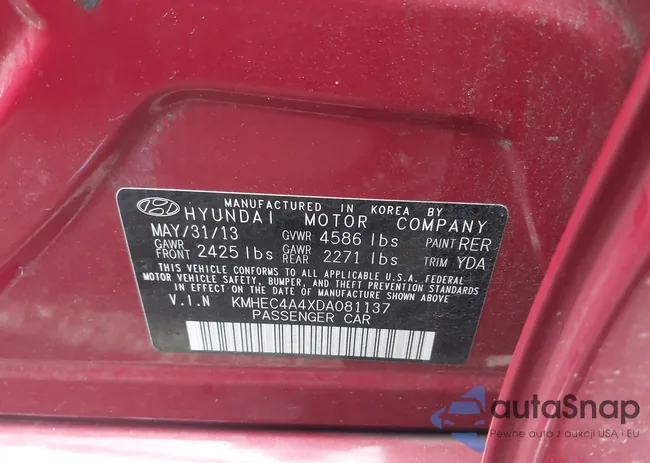 MANUFACTURED IN KOREA BY
HYUNDAI MOTOR COMPANY
MAY/31/13 GVWR 4586 lbs PAINT RER
GAWR FRONT 2425 lbs GAWR REAR 2271 lbs TRIM YDA
THIS VEHICLE CONFORMS TO ALL APPLICABLE U.S.A. FEDERAL
MOTOR VEHICLE SAFETY, BUMPER, AND THEFT PREVENTION
STANDARDS IN EFFECT ON THE DATE OF MANUFACTURE SHOWN ABOVE.
V.I.N KMHEC4A4XDA081137
PASSENGER CAR
autaSnap
Pewne auto z aukcji USA i EU